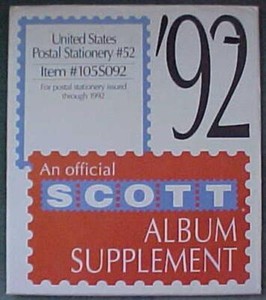 United States
Postal Stationery #52
Item #105S092
For postal stationery issued
through 1992
'92
An official
SCOTT
ALBUM
SUPPLEMENT